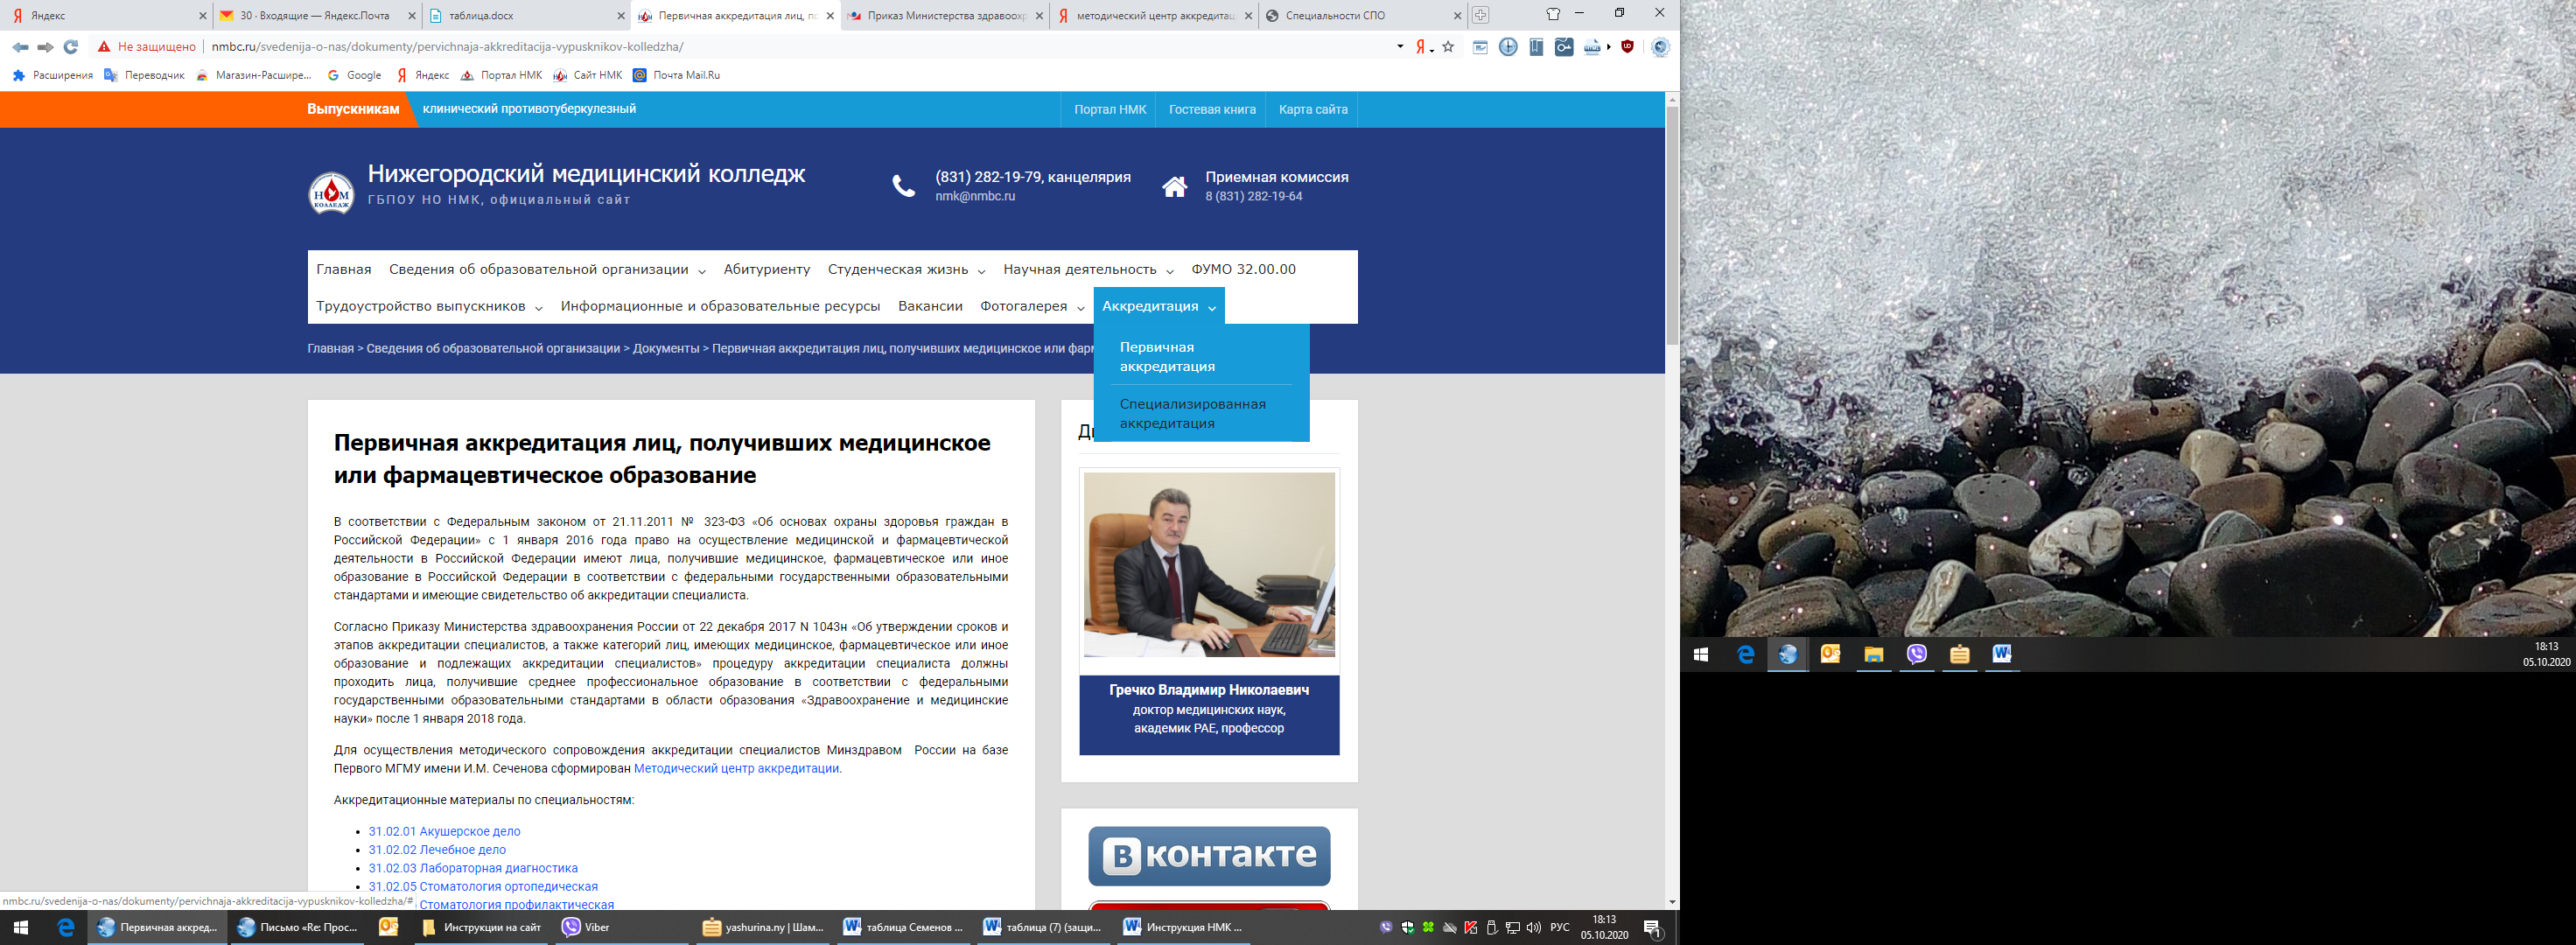 Яндекс
30 · Входящие — Яндекс.Почта
таблица.docx
Первичная аккредитация лиц, по
Приказ Министерства здравоохр
методический центр аккредитац
Специальности СПО
Не защищено
nmbc.ru/svedenija-o-nas/dokumenty/pervichnaja-akkreditacija-vypusknikov-kolledzha/
Расширения
Переводчик
Магазин-Расшире...
Google
Яндекс
Портал НМК
Сайт НМК
Почта Mail.Ru
Выпускникам
клинический противотуберкулезный
Портал НМК
Гостевая книга
Карта сайта
Нижегородский медицинский колледж
ГБПОУ НО НМК, официальный сайт
(831) 282-19-79, канцелярия
nmk@nmbc.ru
Приемная комиссия
8 (831) 282-19-64
Главная
Сведения об образовательной организации
Абитуриенту
Студенческая жизнь
Научная деятельность
ФУМО 32.00.00
Трудоустройство выпускников
Информационные и образовательные ресурсы
Вакансии
Фотогалерея
Аккредитация
Первичная
аккредитация
Специализированная
аккредитация
Главная > Сведения об образовательной организации > Документы > Первичная аккредитация лиц, получивших медицинское или
Первичная аккредитация лиц, получивших медицинское
или фармацевтическое образование
В соответствии с Федеральным законом от 21.11.2011 № 323-ФЗ «Об основах охраны здоровья граждан в
Российской Федерации» с 1 января 2016 года право на осуществление медицинской и фармацевтической
деятельности в Российской Федерации имеют лица, получившие медицинское, фармацевтическое или иное
образование в Российской Федерации в соответствии с федеральными государственными образовательными
стандартами и имеющие свидетельство об аккредитации специалиста.
Согласно Приказу Министерства здравоохранения России от 22 декабря 2017 N 1043н «Об утверждении сроков и
этапов аккредитации специалистов, а также категорий лиц, имеющих медицинское, фармацевтическое или иное
образование и подлежащих аккредитации специалистов» процедуру аккредитации специалиста должны
проходить лица, получившие среднее профессиональное образование в соответствии с федеральными
государственными образовательными стандартами в области образования «Здравоохранение и медицинские
науки» после 1 января 2018 года.
Для осуществления методического сопровождения аккредитации специалистов Минздравом России на базе
Первого МГМУ имени И.М. Сеченова сформирован Методический центр аккредитации.
Аккредитационные материалы по специальностям:
31.02.01 Акушерское дело
31.02.02 Лечебное дело
31.02.03 Лабораторная диагностика
31.02.05 Стоматология ортопедическая
Стоматология профилактическая
Гречко Владимир Николаевич
доктор медицинских наук,
академик РАЕ, профессор
В контакте
nmbc.ru/svedenija-o-nas/dokumenty/pervichnaja-akkreditacija-vypusknikov-kolledzha/#
Первичная аккред...
Письмо «Re: Прос...
Инструкции на сайт
Viber
yashurina.ny | Шам...
таблица Семенов ...
таблица (7) (защи...
Инструкция НМК ...
РУС
18:13
05.10.2020
1
18:13
05.10.2020